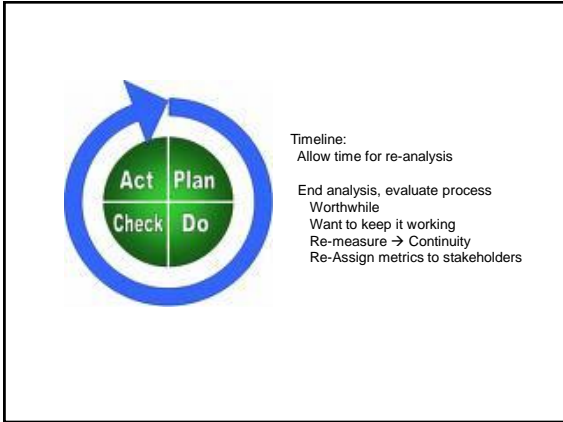 Act Plan
Check Do
Timeline:
Allow time for re-analysis
End analysis, evaluate process
Worthwhile
Want to keep it working
Re-measure → Continuity
Re-Assign metrics to stakeholders